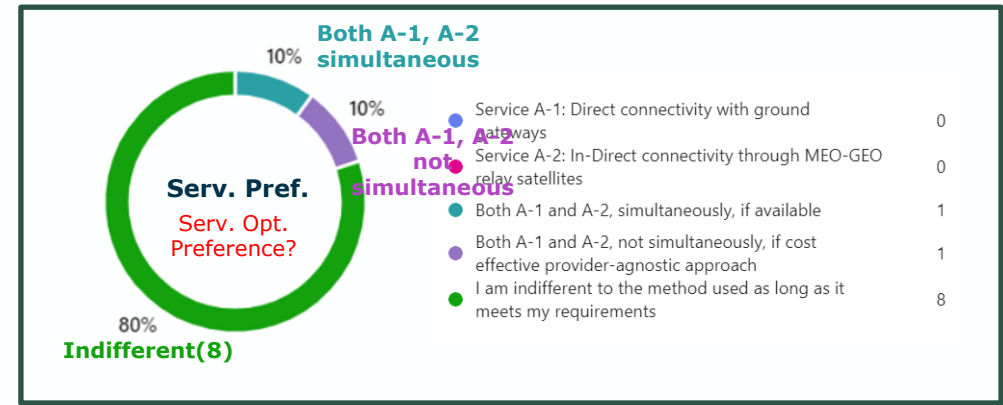 Both A-1, A-2
simultaneous
10%
10%
Both A-1, A-2
not
simultaneous
Serv. Pref.
Serv. Opt.
Preference?
80%
Indifferent(8)
Service A-1: Direct connectivity with ground
gateways
0
Service A-2: In-Direct connectivity through MEO-GEO
relay satellites
0
Both A-1 and A-2, simultaneously, if available
1
Both A-1 and A-2, not simultaneously, if cost
effective provider-agnostic approach
1
I am indifferent to the method used as long as it
meets my requirements
8